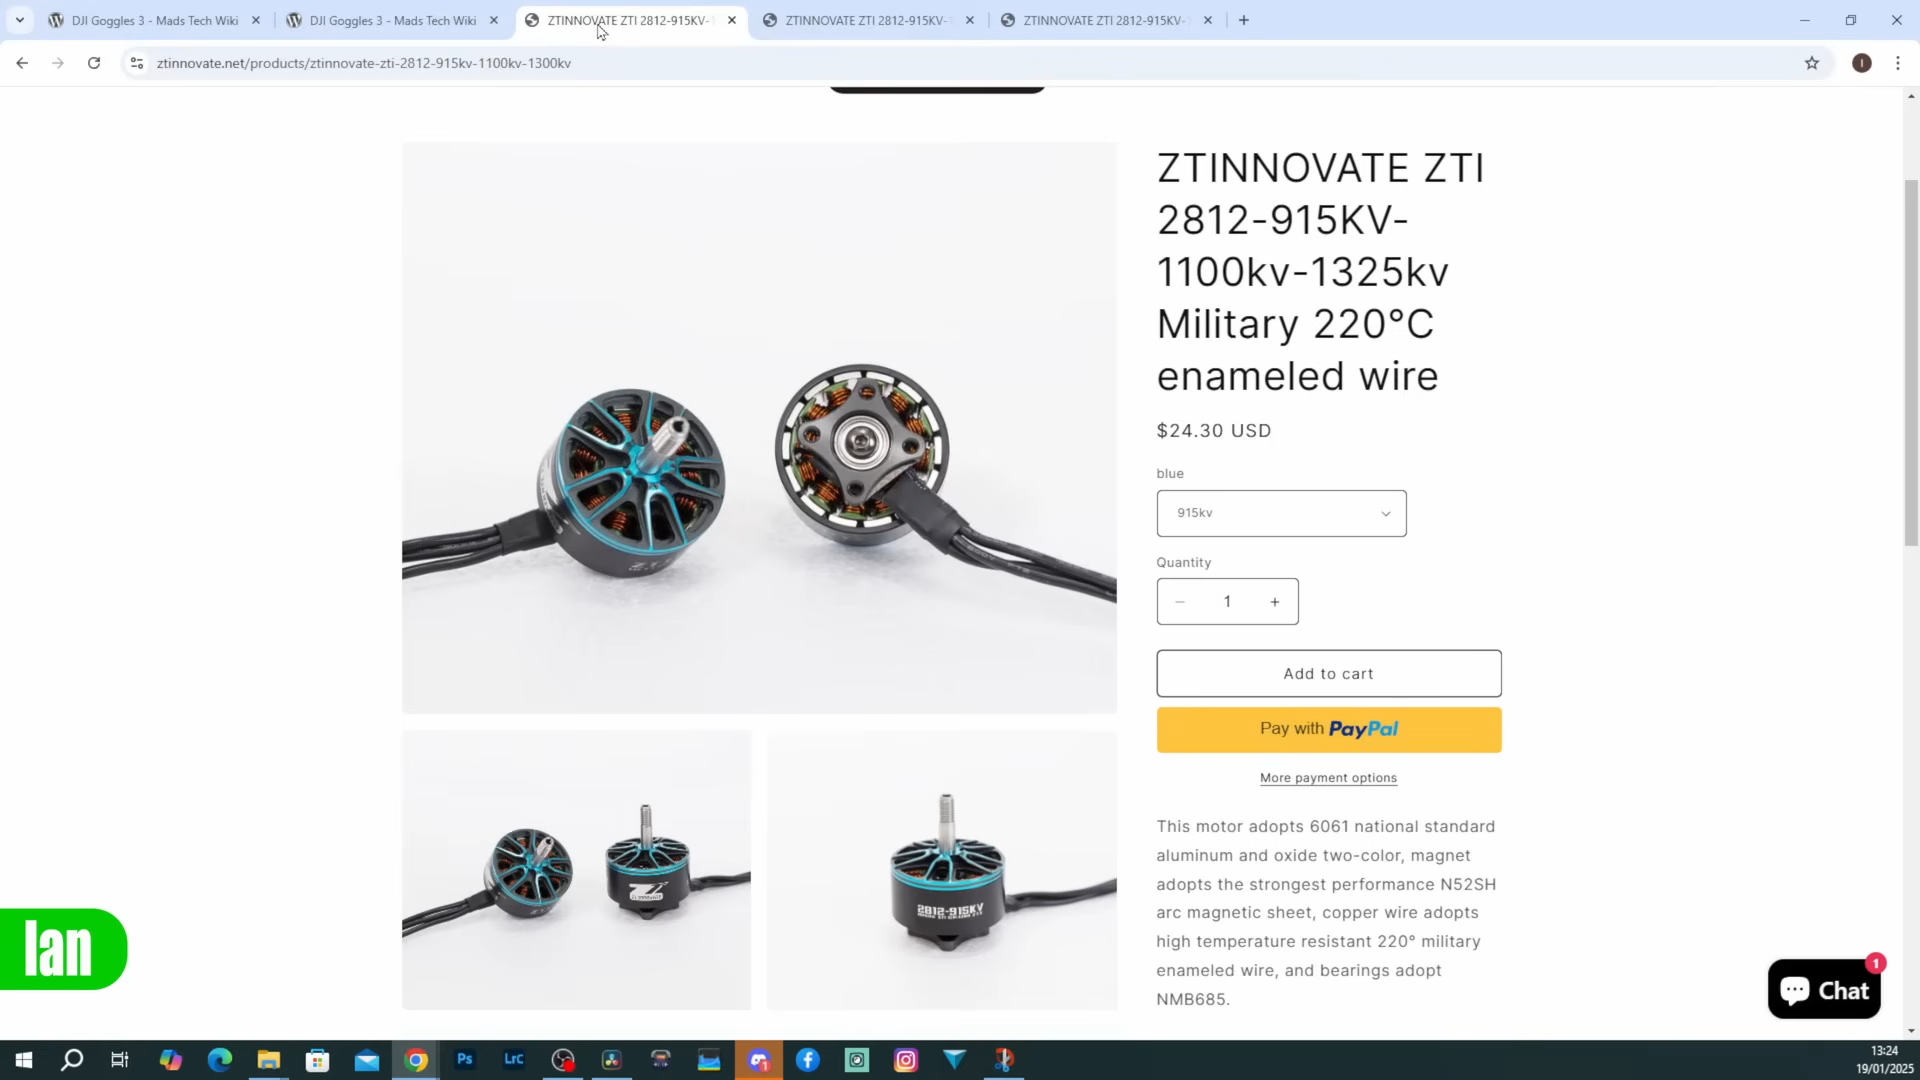 DJI Goggles 3 - Mads Tech Wiki
DJI Goggles 3 - Mads Tech Wiki
ZTINNOVATE ZTI 2812-915KV-
ZTINNOVATE ZTI 2812-915KV-
ZTINNOVATE ZTI 2812-915KV-
ztinnovate.net/products/ztinnovate-zti-2812-915kv-1100kv-1300kv
I
ZTINNOVATE ZTI
2812-915KV-
1100kv-1325kv
Military 220°C
enameled wire
$24.30 USD
blue
915kv
Quantity
− 1 +
Add to cart
Pay with PayPal
More payment options
This motor adopts 6061 national standard
aluminum and oxide two-color, magnet
adopts the strongest performance N52SH
arc magnetic sheet, copper wire adopts
high temperature resistant 220° military
enameled wire, and bearings adopt
NMB685.
2812-915KV
Ian
Chat
1
Ps
LrC
1
13:24
19/01/2025